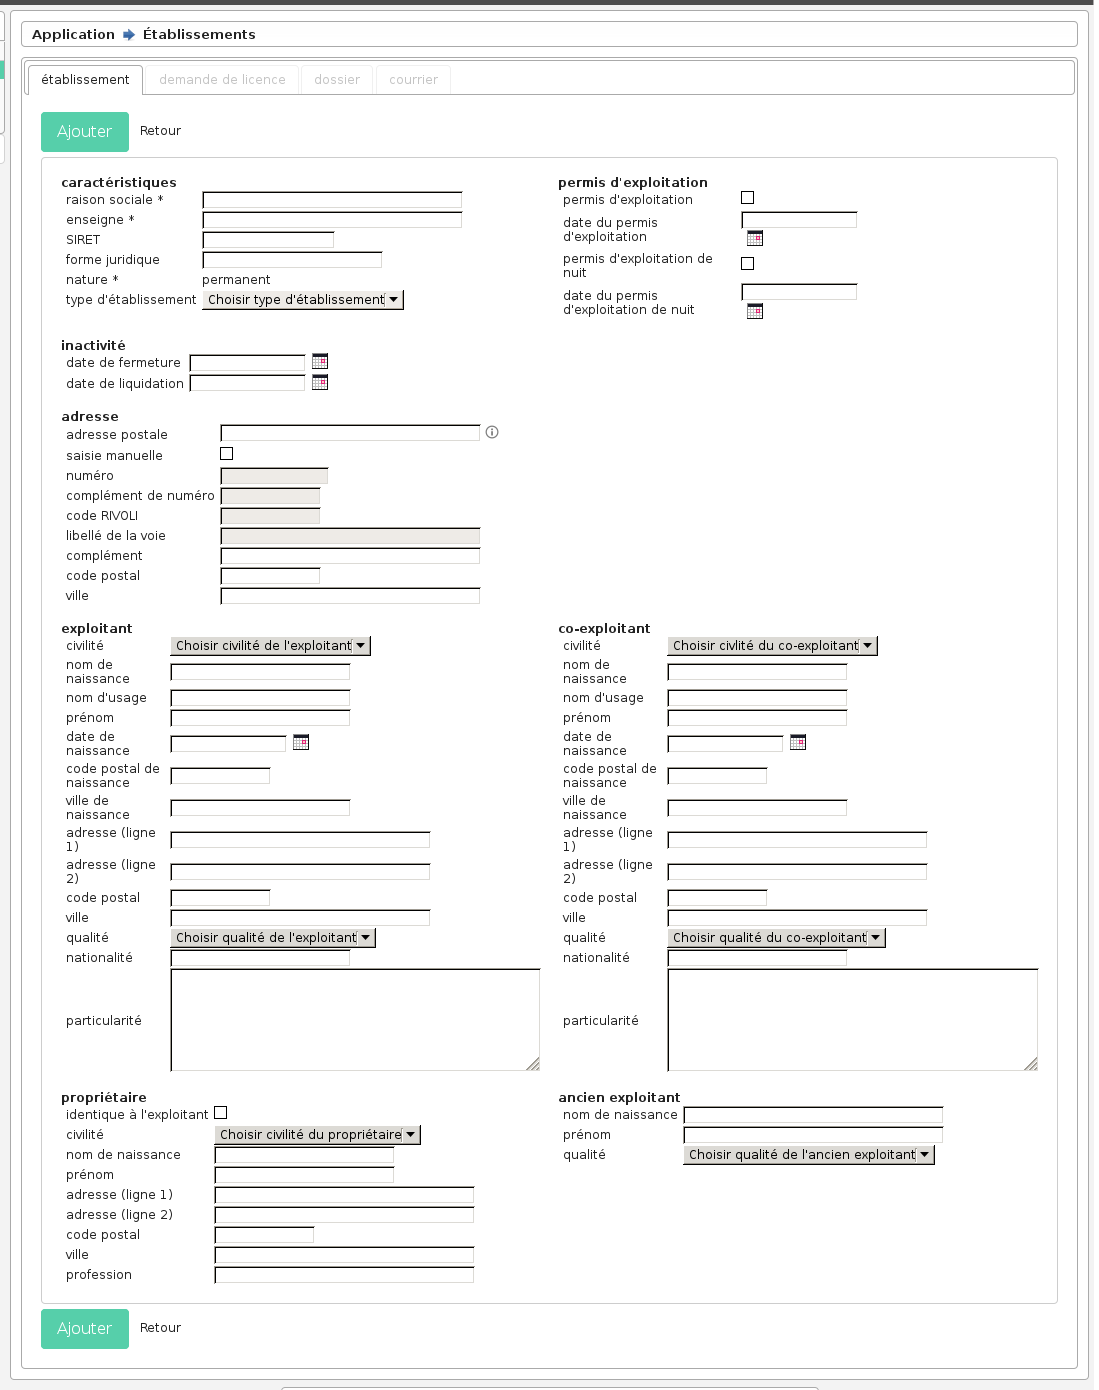 Application Établissements
établissement demande de licence dossier courrier
Ajouter Retour
caractéristiques
raison sociale *
enseigne *
SIRET
forme juridique
nature * permanent
type d'établissement Choisir type d'établissement
permis d'exploitation
permis d'exploitation
date du permis
d'exploitation
permis d'exploitation de
nuit
date du permis
d'exploitation de nuit
inactivité
date de fermeture
date de liquidation
adresse
adresse postale
saisie manuelle
numéro
complément de numéro
code RIVOLI
libellé de la voie
complément
code postal
ville
exploitant
civilité Choisir civilité de l'exploitant
nom de
naissance
nom d'usage
prénom
date de
naissance
code postal de
naissance
ville de
naissance
adresse (ligne
1)
adresse (ligne
2)
code postal
ville
qualité Choisir qualité de l'exploitant
nationalité
particularité
co-exploitant
civilité Choisir civlité du co-exploitant
nom de
naissance
nom d'usage
prénom
date de
naissance
code postal de
naissance
ville de
naissance
adresse (ligne
1)
adresse (ligne
2)
code postal
ville
qualité Choisir qualité du co-exploitant
nationalité
particularité
propriétaire
identique à l'exploitant
civilité Choisir civilité du propriétaire
nom de naissance
prénom
adresse (ligne 1)
adresse (ligne 2)
code postal
ville
profession
ancien exploitant
nom de naissance
prénom
qualité Choisir qualité de l'ancien exploitant
Ajouter Retour